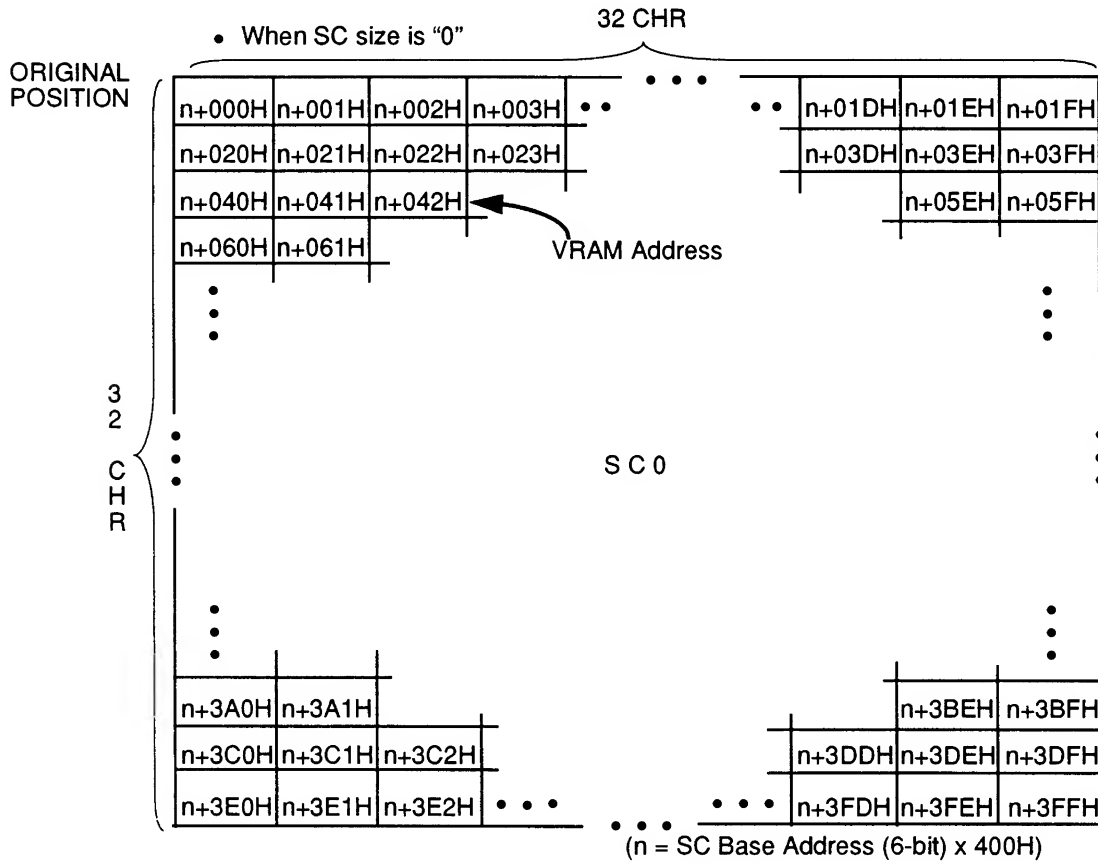 32 CHR
• When SC size is “0”
ORIGINAL
POSITION
n+000H n+001H n+002H n+003H n+01DH n+01EH n+01FH
n+020H n+021H n+022H n+023H n+03DH n+03EH n+03FH
n+040H n+041H n+042H n+05EH n+05FH
n+060H n+061H
VRAM Address
32 CHR
S C 0
n+3A0H n+3A1H n+3BEH n+3BFH
n+3C0H n+3C1H n+3C2H n+3DDH n+3DEH n+3DFH
n+3E0H n+3E1H n+3E2H n+3FDH n+3FEH n+3FFH
(n = SC Base Address (6-bit) x 400H)